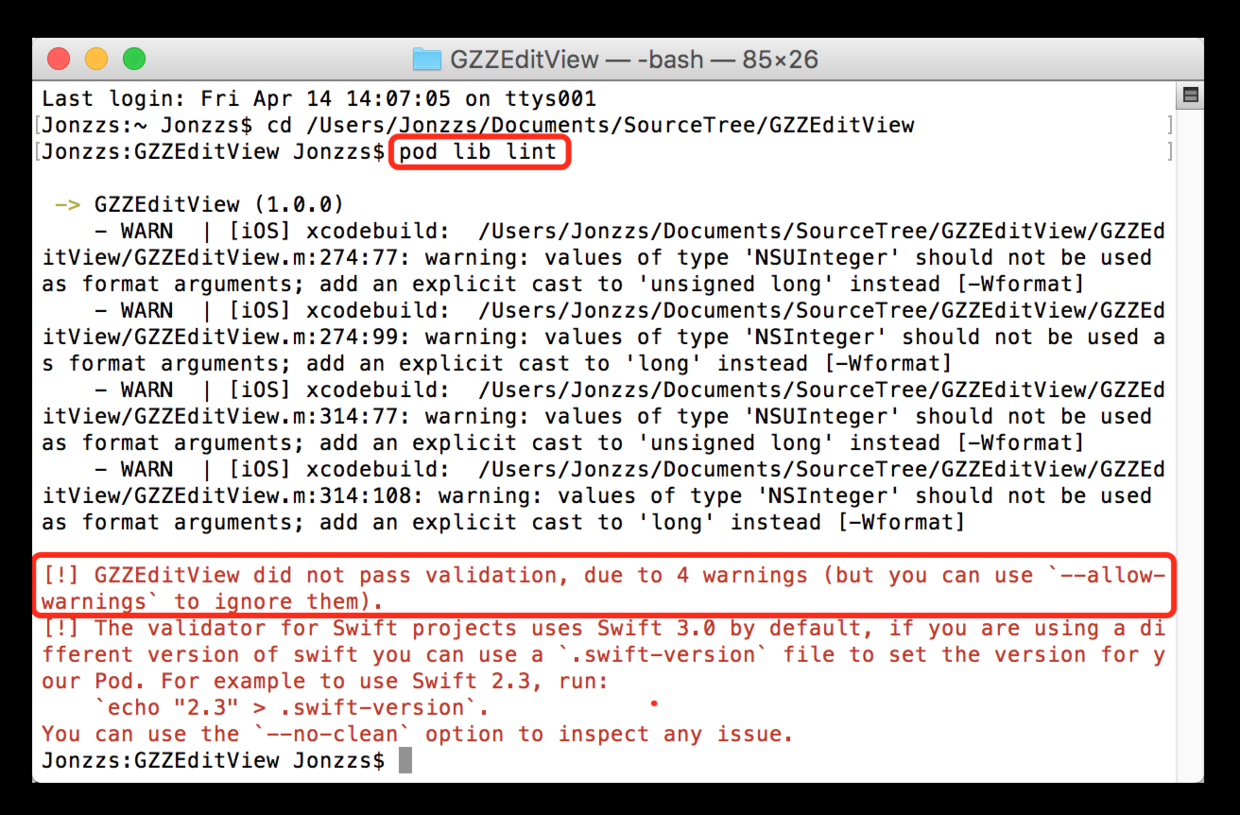 GZZEditView — -bash — 85×26
Last login: Fri Apr 14 14:07:05 on ttys001
[Jonzzs:~ Jonzzs$ cd /Users/Jonzzs/Documents/SourceTree/GZZEditView ]
[Jonzzs:GZZEditView Jonzzs$ pod lib lint ]
-> GZZEditView (1.0.0)
- WARN | [iOS] xcodebuild: /Users/Jonzzs/Documents/SourceTree/GZZEditView/GZZEd
itView/GZZEditView.m:274:77: warning: values of type 'NSUInteger' should not be used
as format arguments; add an explicit cast to 'unsigned long' instead [-Wformat]
- WARN | [iOS] xcodebuild: /Users/Jonzzs/Documents/SourceTree/GZZEditView/GZZEd
itView/GZZEditView.m:274:99: warning: values of type 'NSInteger' should not be used a
s format arguments; add an explicit cast to 'long' instead [-Wformat]
- WARN | [iOS] xcodebuild: /Users/Jonzzs/Documents/SourceTree/GZZEditView/GZZEd
itView/GZZEditView.m:314:77: warning: values of type 'NSUInteger' should not be used
as format arguments; add an explicit cast to 'unsigned long' instead [-Wformat]
- WARN | [iOS] xcodebuild: /Users/Jonzzs/Documents/SourceTree/GZZEditView/GZZEd
itView/GZZEditView.m:314:108: warning: values of type 'NSInteger' should not be used
as format arguments; add an explicit cast to 'long' instead [-Wformat]
[!] GZZEditView did not pass validation, due to 4 warnings (but you can use `--allow-
warnings` to ignore them).
[!] The validator for Swift projects uses Swift 3.0 by default, if you are using a di
fferent version of swift you can use a `.swift-version` file to set the version for y
our Pod. For example to use Swift 2.3, run:
`echo "2.3" > .swift-version`.
You can use the `--no-clean` option to inspect any issue.
Jonzzs:GZZEditView Jonzzs$